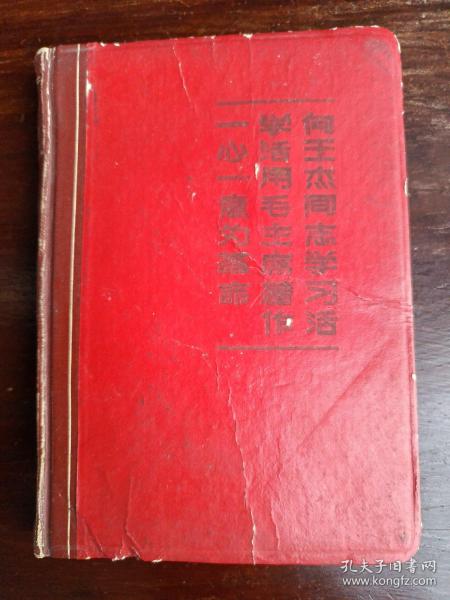 向王杰同志学习活
学活用毛主席著作
一心一意为革命
孔夫子旧书网
www.kongfz.com